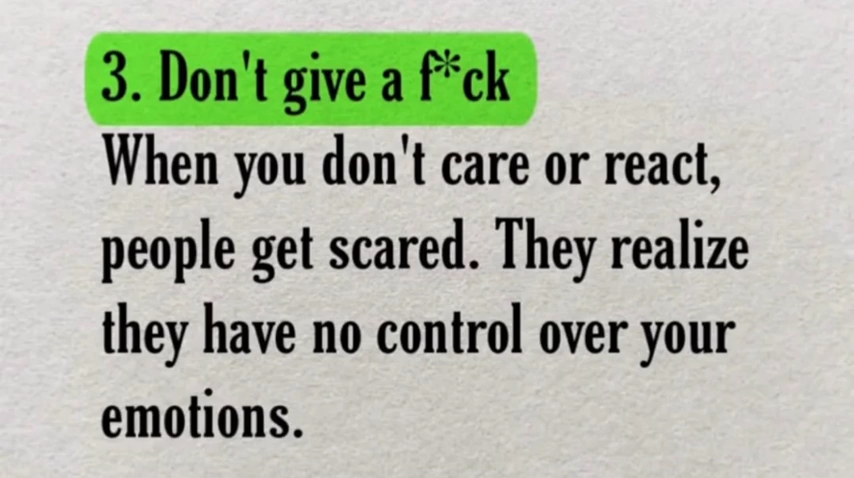 3. Don't give a f*ck
When you don't care or react,
people get scared. They realize
they have no control over your
emotions.